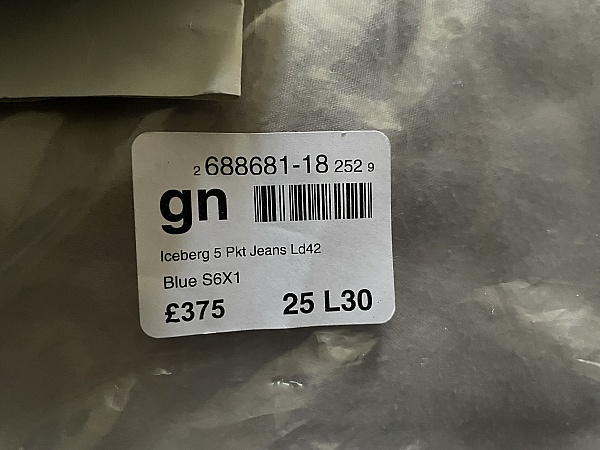 2 688681-18 252 9
gn
Iceberg 5 Pkt Jeans Ld42
Blue S6X1
£375 25 L30